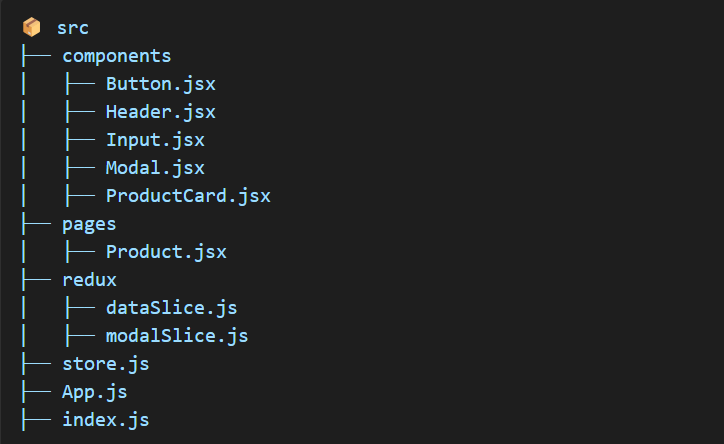 📦 src
├── components
│   ├── Button.jsx
│   ├── Header.jsx
│   ├── Input.jsx
│   ├── Modal.jsx
│   ├── ProductCard.jsx
├── pages
│   ├── Product.jsx
├── redux
│   ├── dataSlice.js
│   ├── modalSlice.js
├── store.js
├── App.js
├── index.js